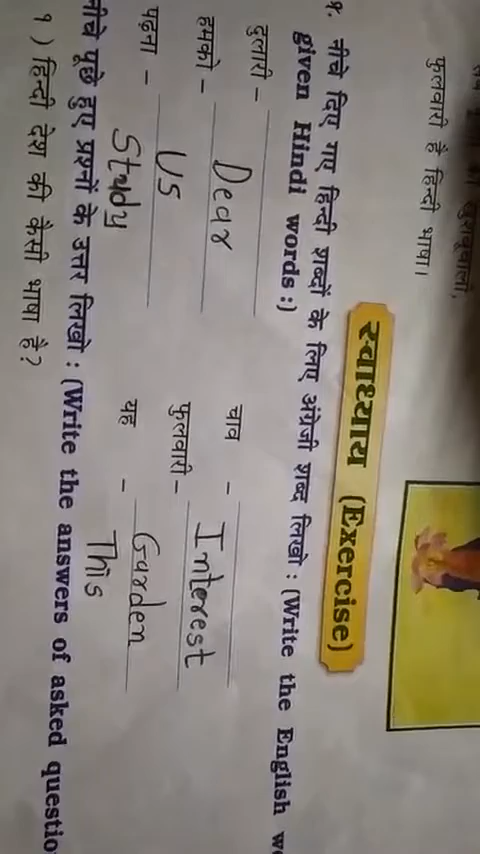 फुलवारी है हिन्दी भाषा।
स्वाध्याय (Exercise)
१. नीचे दिए गए हिन्दी शब्दों के लिए अंग्रेजी शब्द लिखो : (Write the English
given Hindi words :)
दुलारी - Dear चाव - Interest
हमको - Us फुलवारी - Garden
पढ़ना - Study यह - This
नीचे पूछे हुए प्रश्नों के उत्तर लिखो : (Write the answers of asked questio
१ ) हिन्दी देश की कैसी भाषा है ?